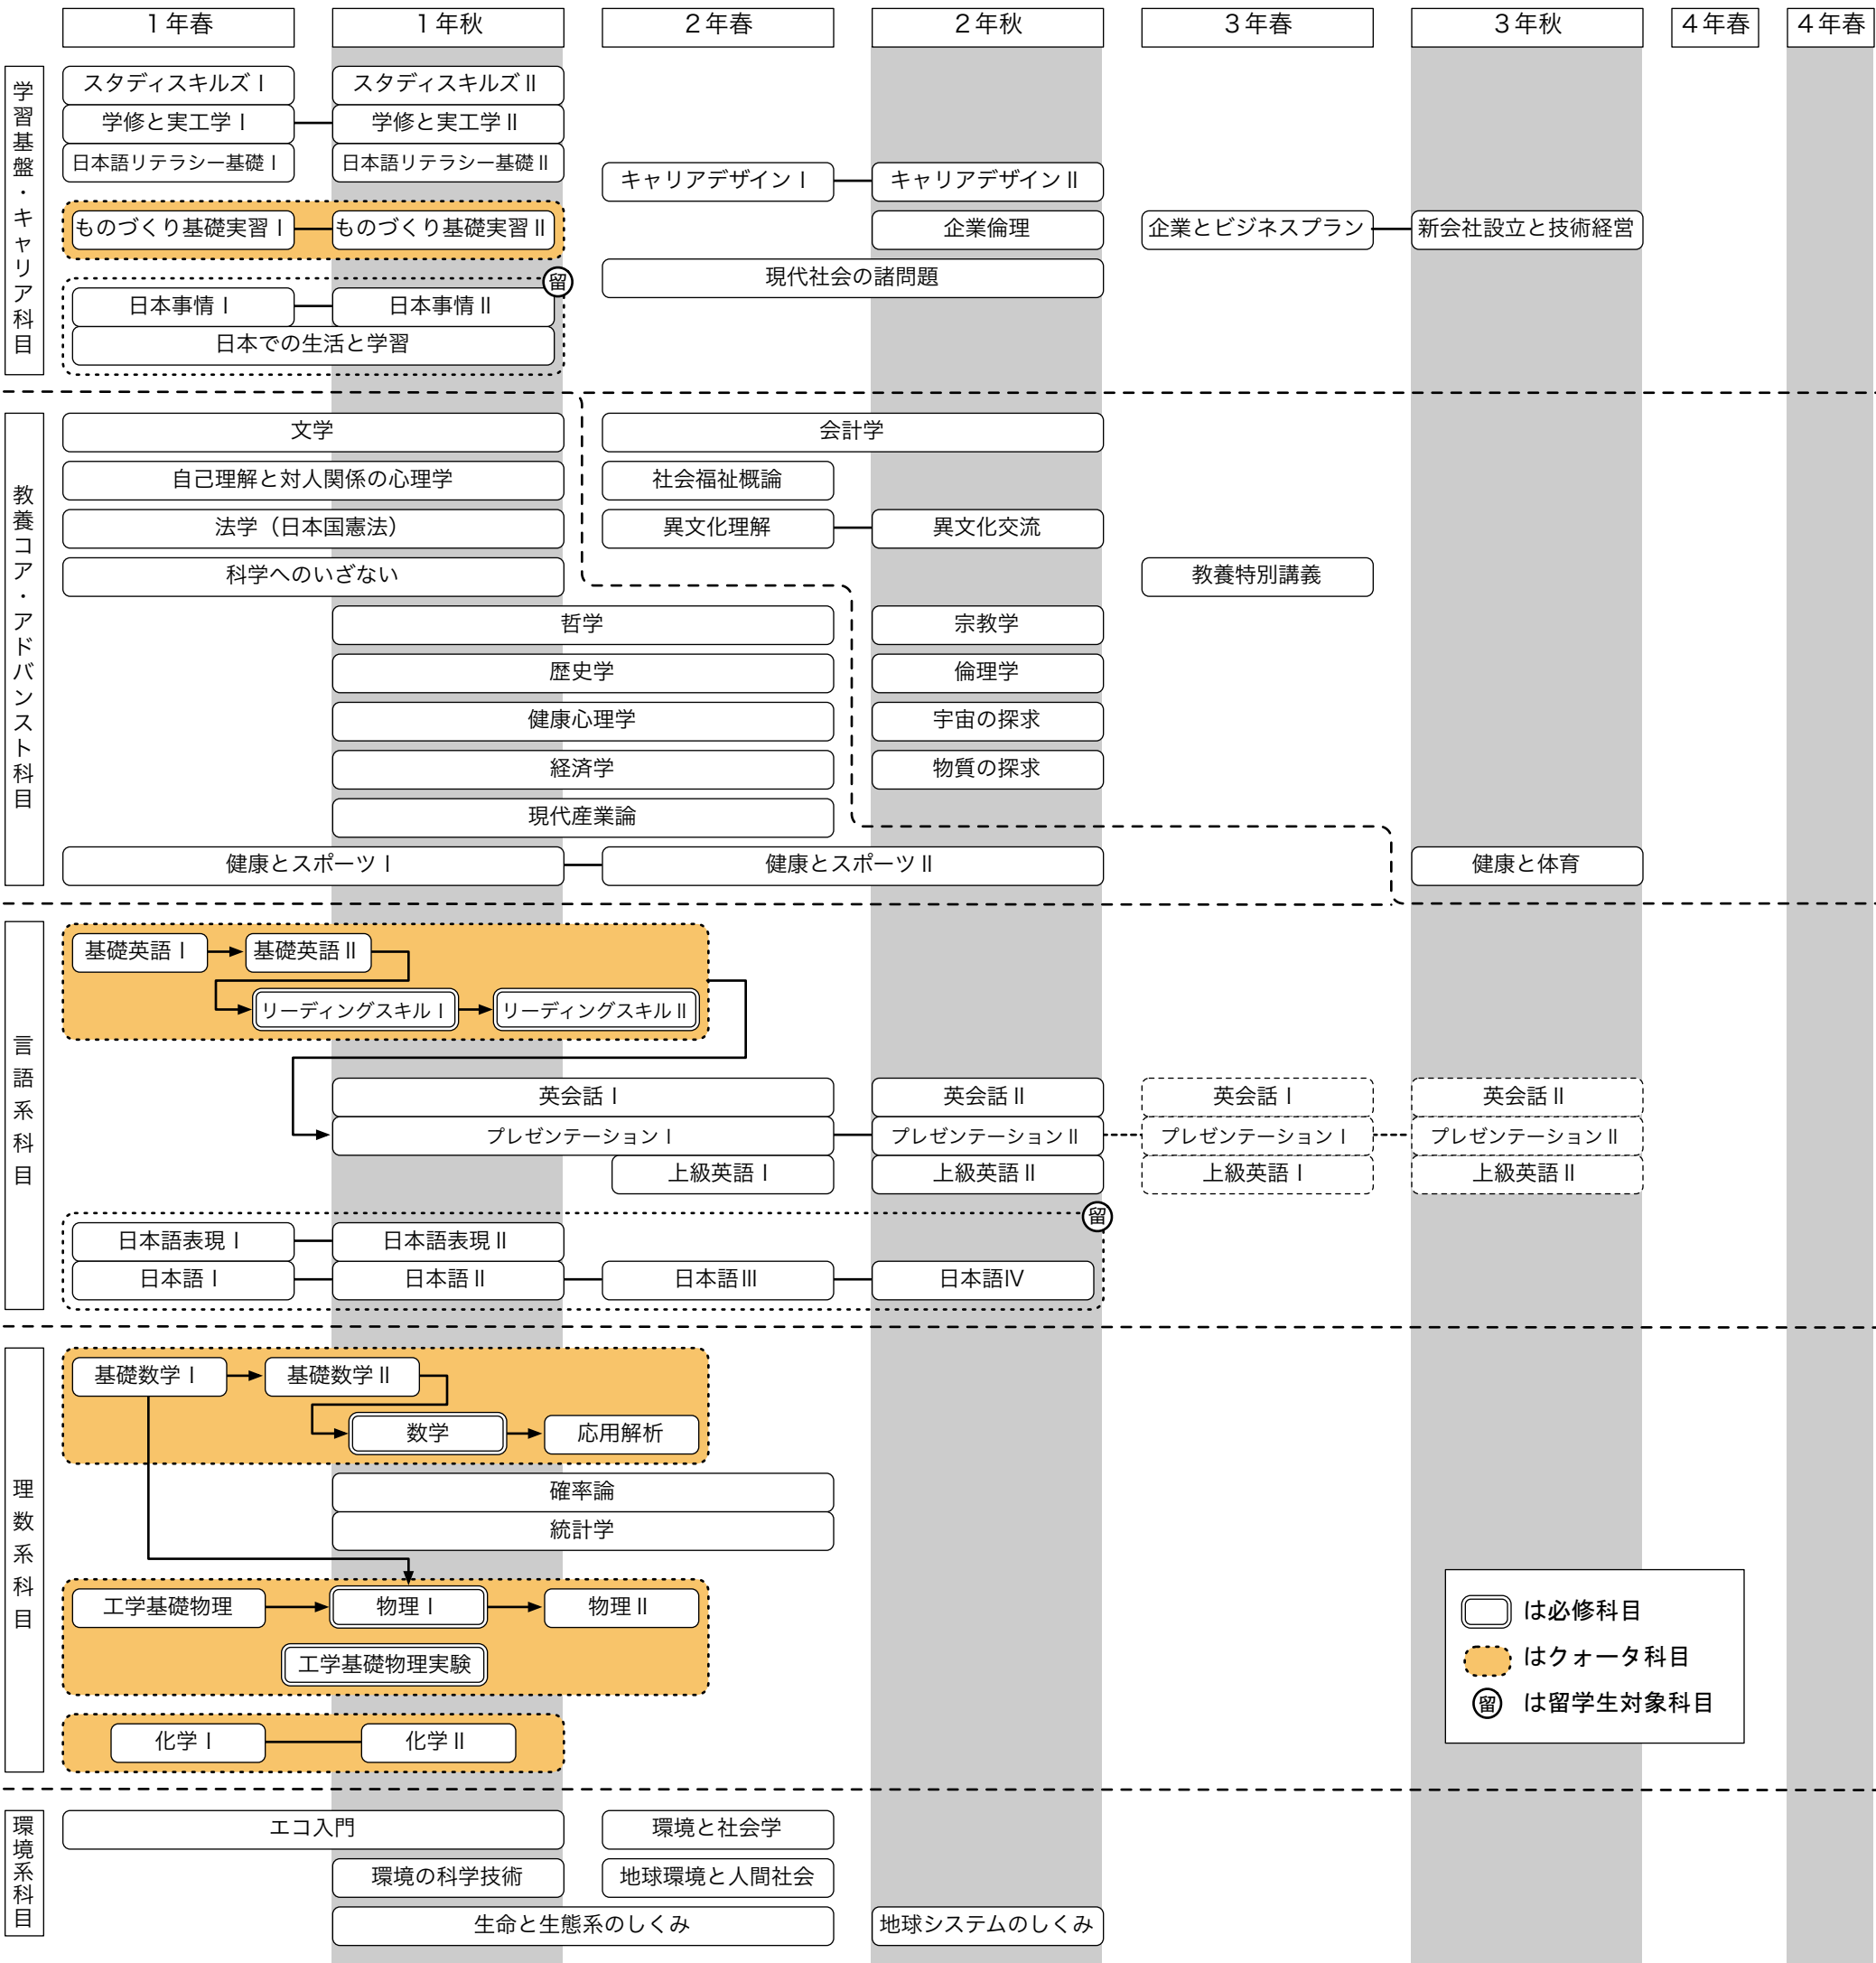 １年春
１年秋
２年春
２年秋
３年春
３年秋
４年春
４年春
学習基盤・キャリア科目
スタディスキルズⅠ
スタディスキルズⅡ
学修と実工学Ⅰ
学修と実工学Ⅱ
日本語リテラシー基礎Ⅰ
日本語リテラシー基礎Ⅱ
キャリアデザインⅠ
キャリアデザインⅡ
ものづくり基礎実習Ⅰ
ものづくり基礎実習Ⅱ
企業倫理
企業とビジネスプラン
新会社設立と技術経営
現代社会の諸問題
留
日本事情Ⅰ
日本事情Ⅱ
日本での生活と学習
教養コア・アドバンスト科目
文学
会計学
自己理解と対人関係の心理学
社会福祉概論
法学（日本国憲法）
異文化理解
異文化交流
科学へのいざない
教養特別講義
哲学
宗教学
歴史学
倫理学
健康心理学
宇宙の探求
経済学
物質の探求
現代産業論
健康とスポーツⅠ
健康とスポーツⅡ
健康と体育
言語系科目
基礎英語Ⅰ
基礎英語Ⅱ
リーディングスキルⅠ
リーディングスキルⅡ
英会話Ⅰ
英会話Ⅱ
英会話Ⅰ
英会話Ⅱ
プレゼンテーションⅠ
プレゼンテーションⅡ
プレゼンテーションⅠ
プレゼンテーションⅡ
上級英語Ⅰ
上級英語Ⅱ
上級英語Ⅰ
上級英語Ⅱ
留
日本語表現Ⅰ
日本語表現Ⅱ
日本語Ⅰ
日本語Ⅱ
日本語Ⅲ
日本語Ⅳ
理数系科目
基礎数学Ⅰ
基礎数学Ⅱ
数学
応用解析
確率論
統計学
工学基礎物理
物理Ⅰ
物理Ⅱ
工学基礎物理実験
化学Ⅰ
化学Ⅱ
は必修科目
はクォータ科目
留 は留学生対象科目
環境系科目
エコ入門
環境と社会学
環境の科学技術
地球環境と人間社会
生命と生態系のしくみ
地球システムのしくみ